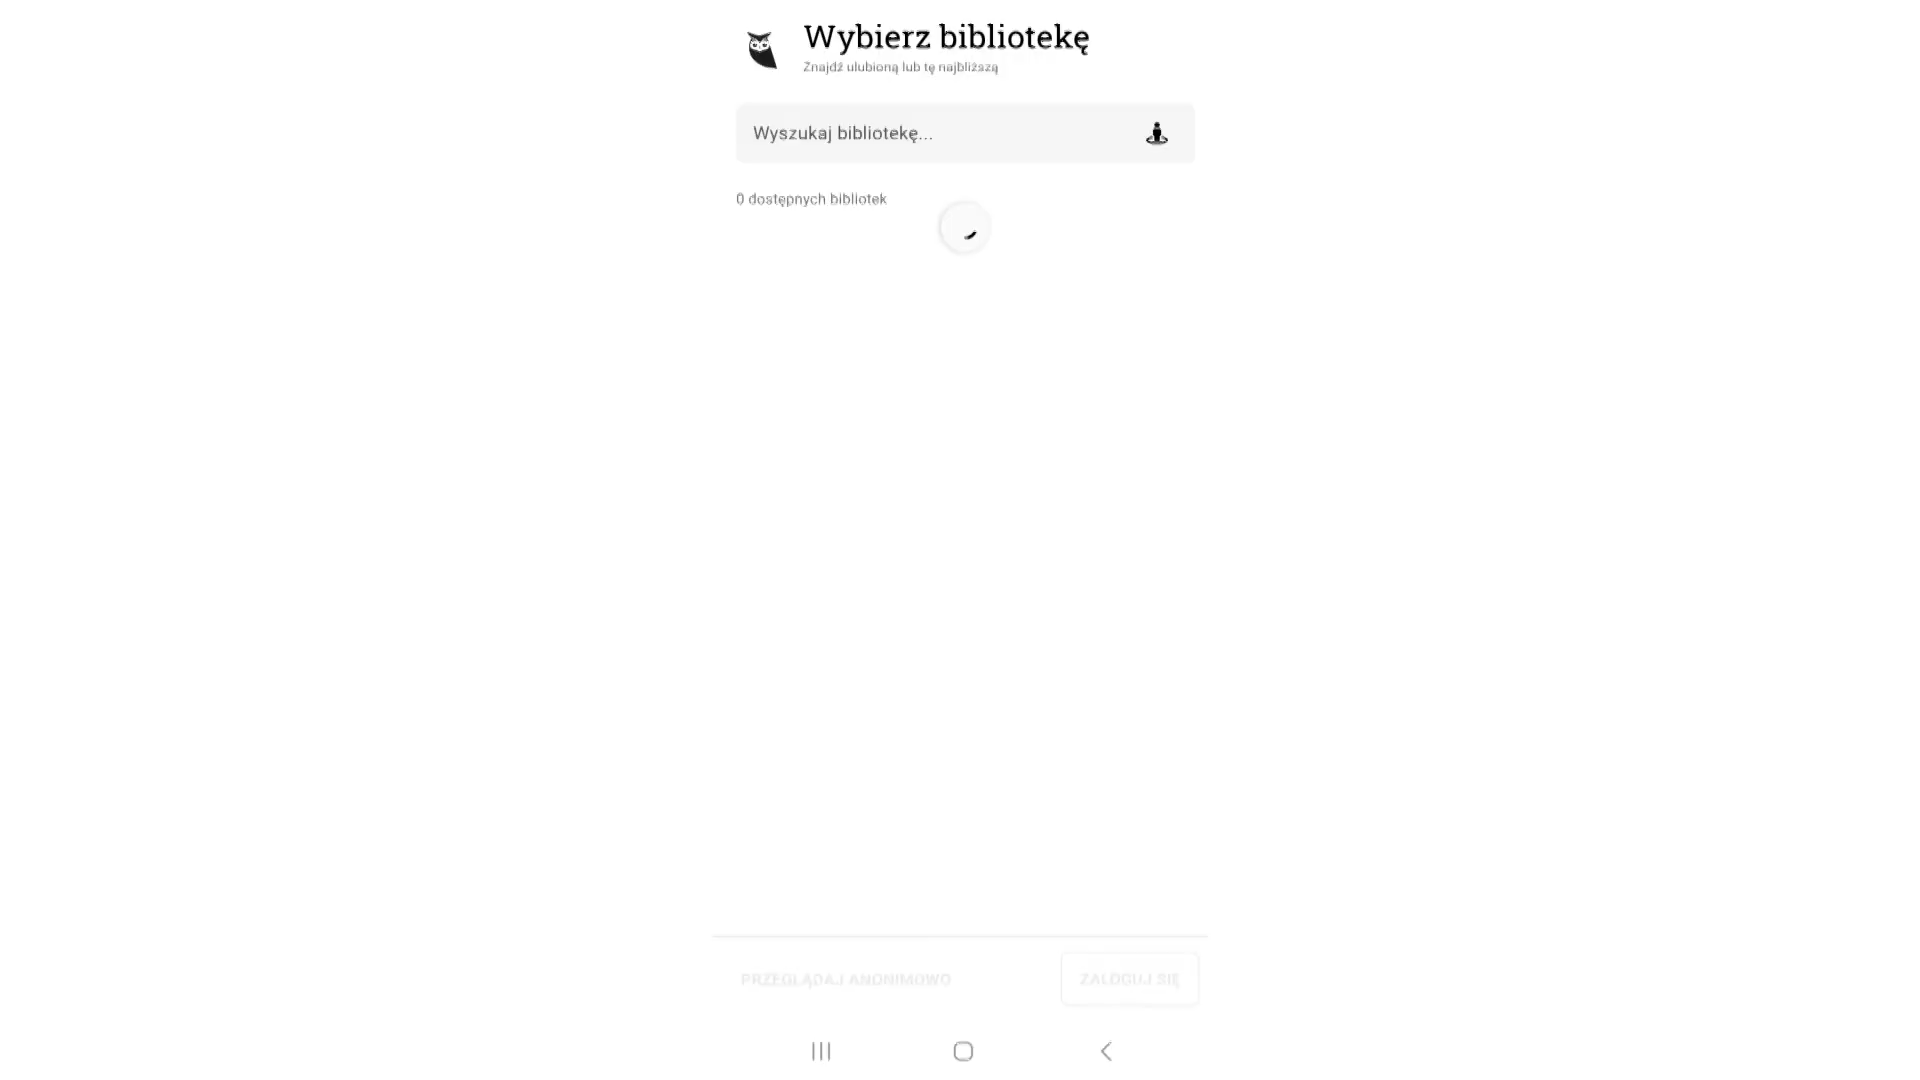 Wybierz bibliotekę
Znajdź ulubioną lub tę najbliższą
Wyszukaj bibliotekę...
0 dostępnych bibliotek
PRZEGLĄDAJ ANONIMOWO
ZALOGUJ SIĘ